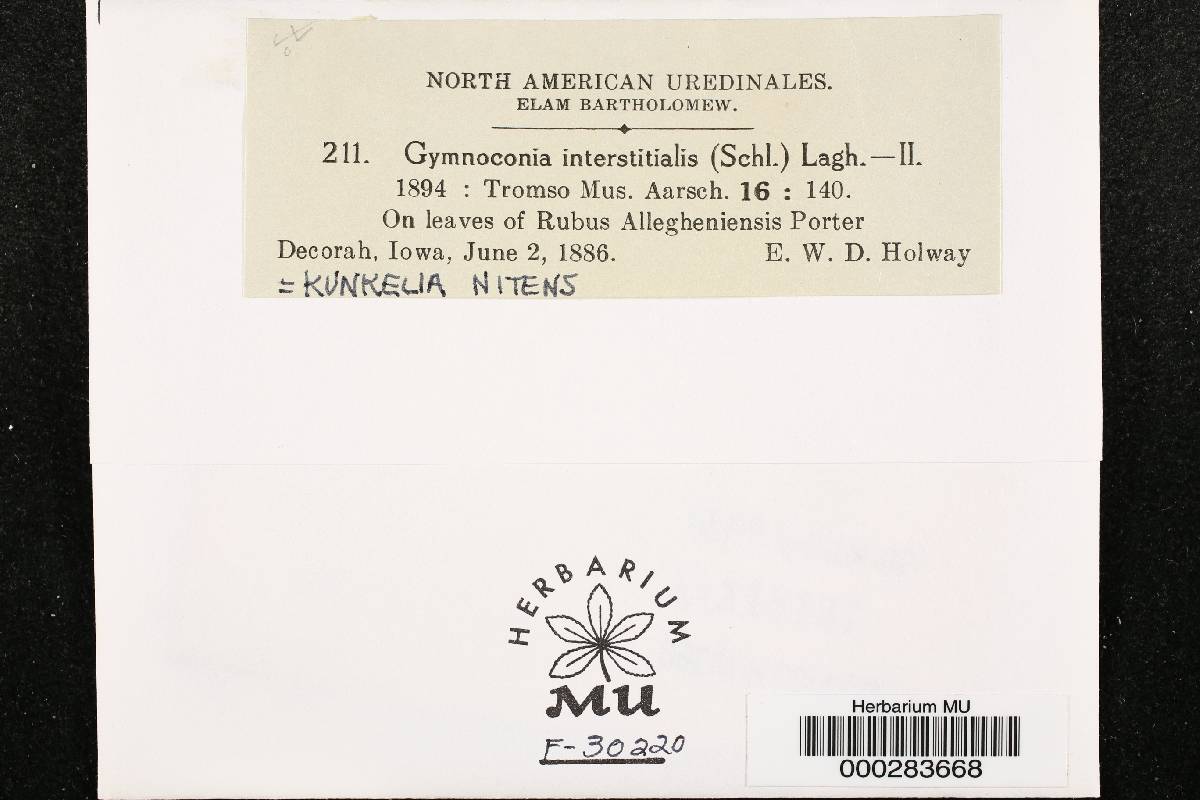 NORTH AMERICAN UREDINALES.
ELAM BARTHOLOMEW.
211. Gymnoconia interstitialis (Schl.) Lagh.—II.
1894 : Tromso Mus. Aarsch. 16 : 140.
On leaves of Rubus Allegheniensis Porter
Decorah, Iowa, June 2, 1886. E. W. D. Holway
= KUNKELIA NITENS
HERBARIUM
MU
F-30220
Herbarium MU
000283668